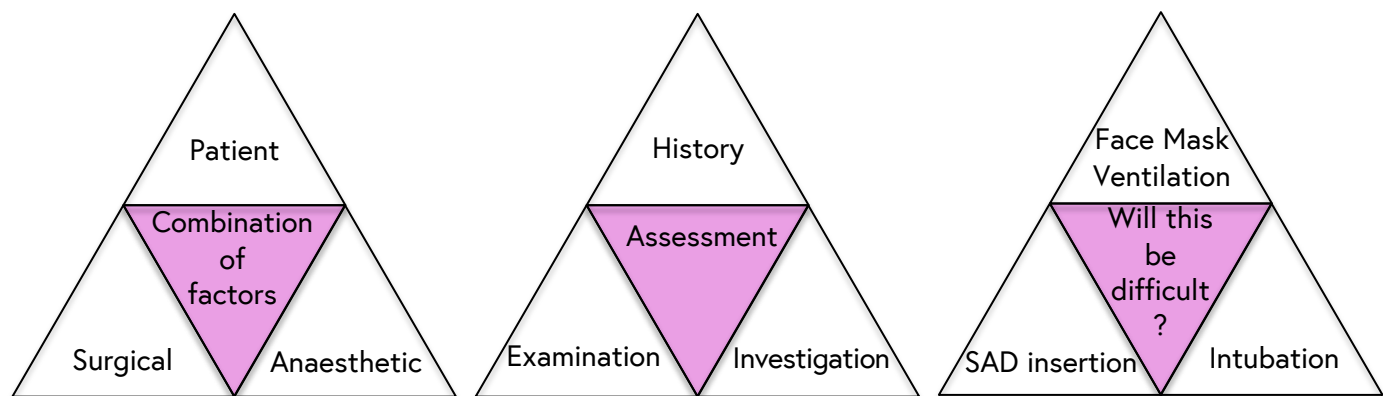 Patient
Combination
of
factors
Surgical
Anaesthetic
History
Assessment
Examination
Investigation
Face Mask
Ventilation
Will this
be
difficult
?
SAD insertion
Intubation